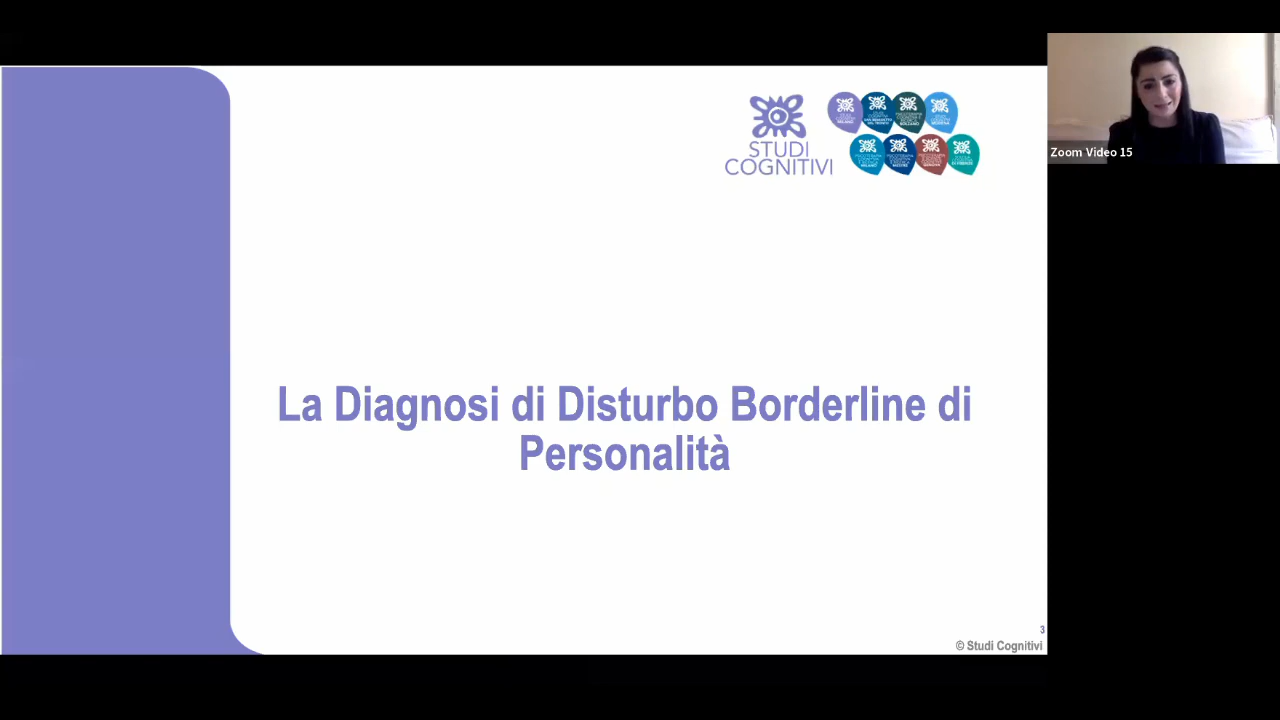 STUDI
COGNITIVI
Zoom Video 15
La Diagnosi di Disturbo Borderline di
Personalità
3
© Studi Cognitivi